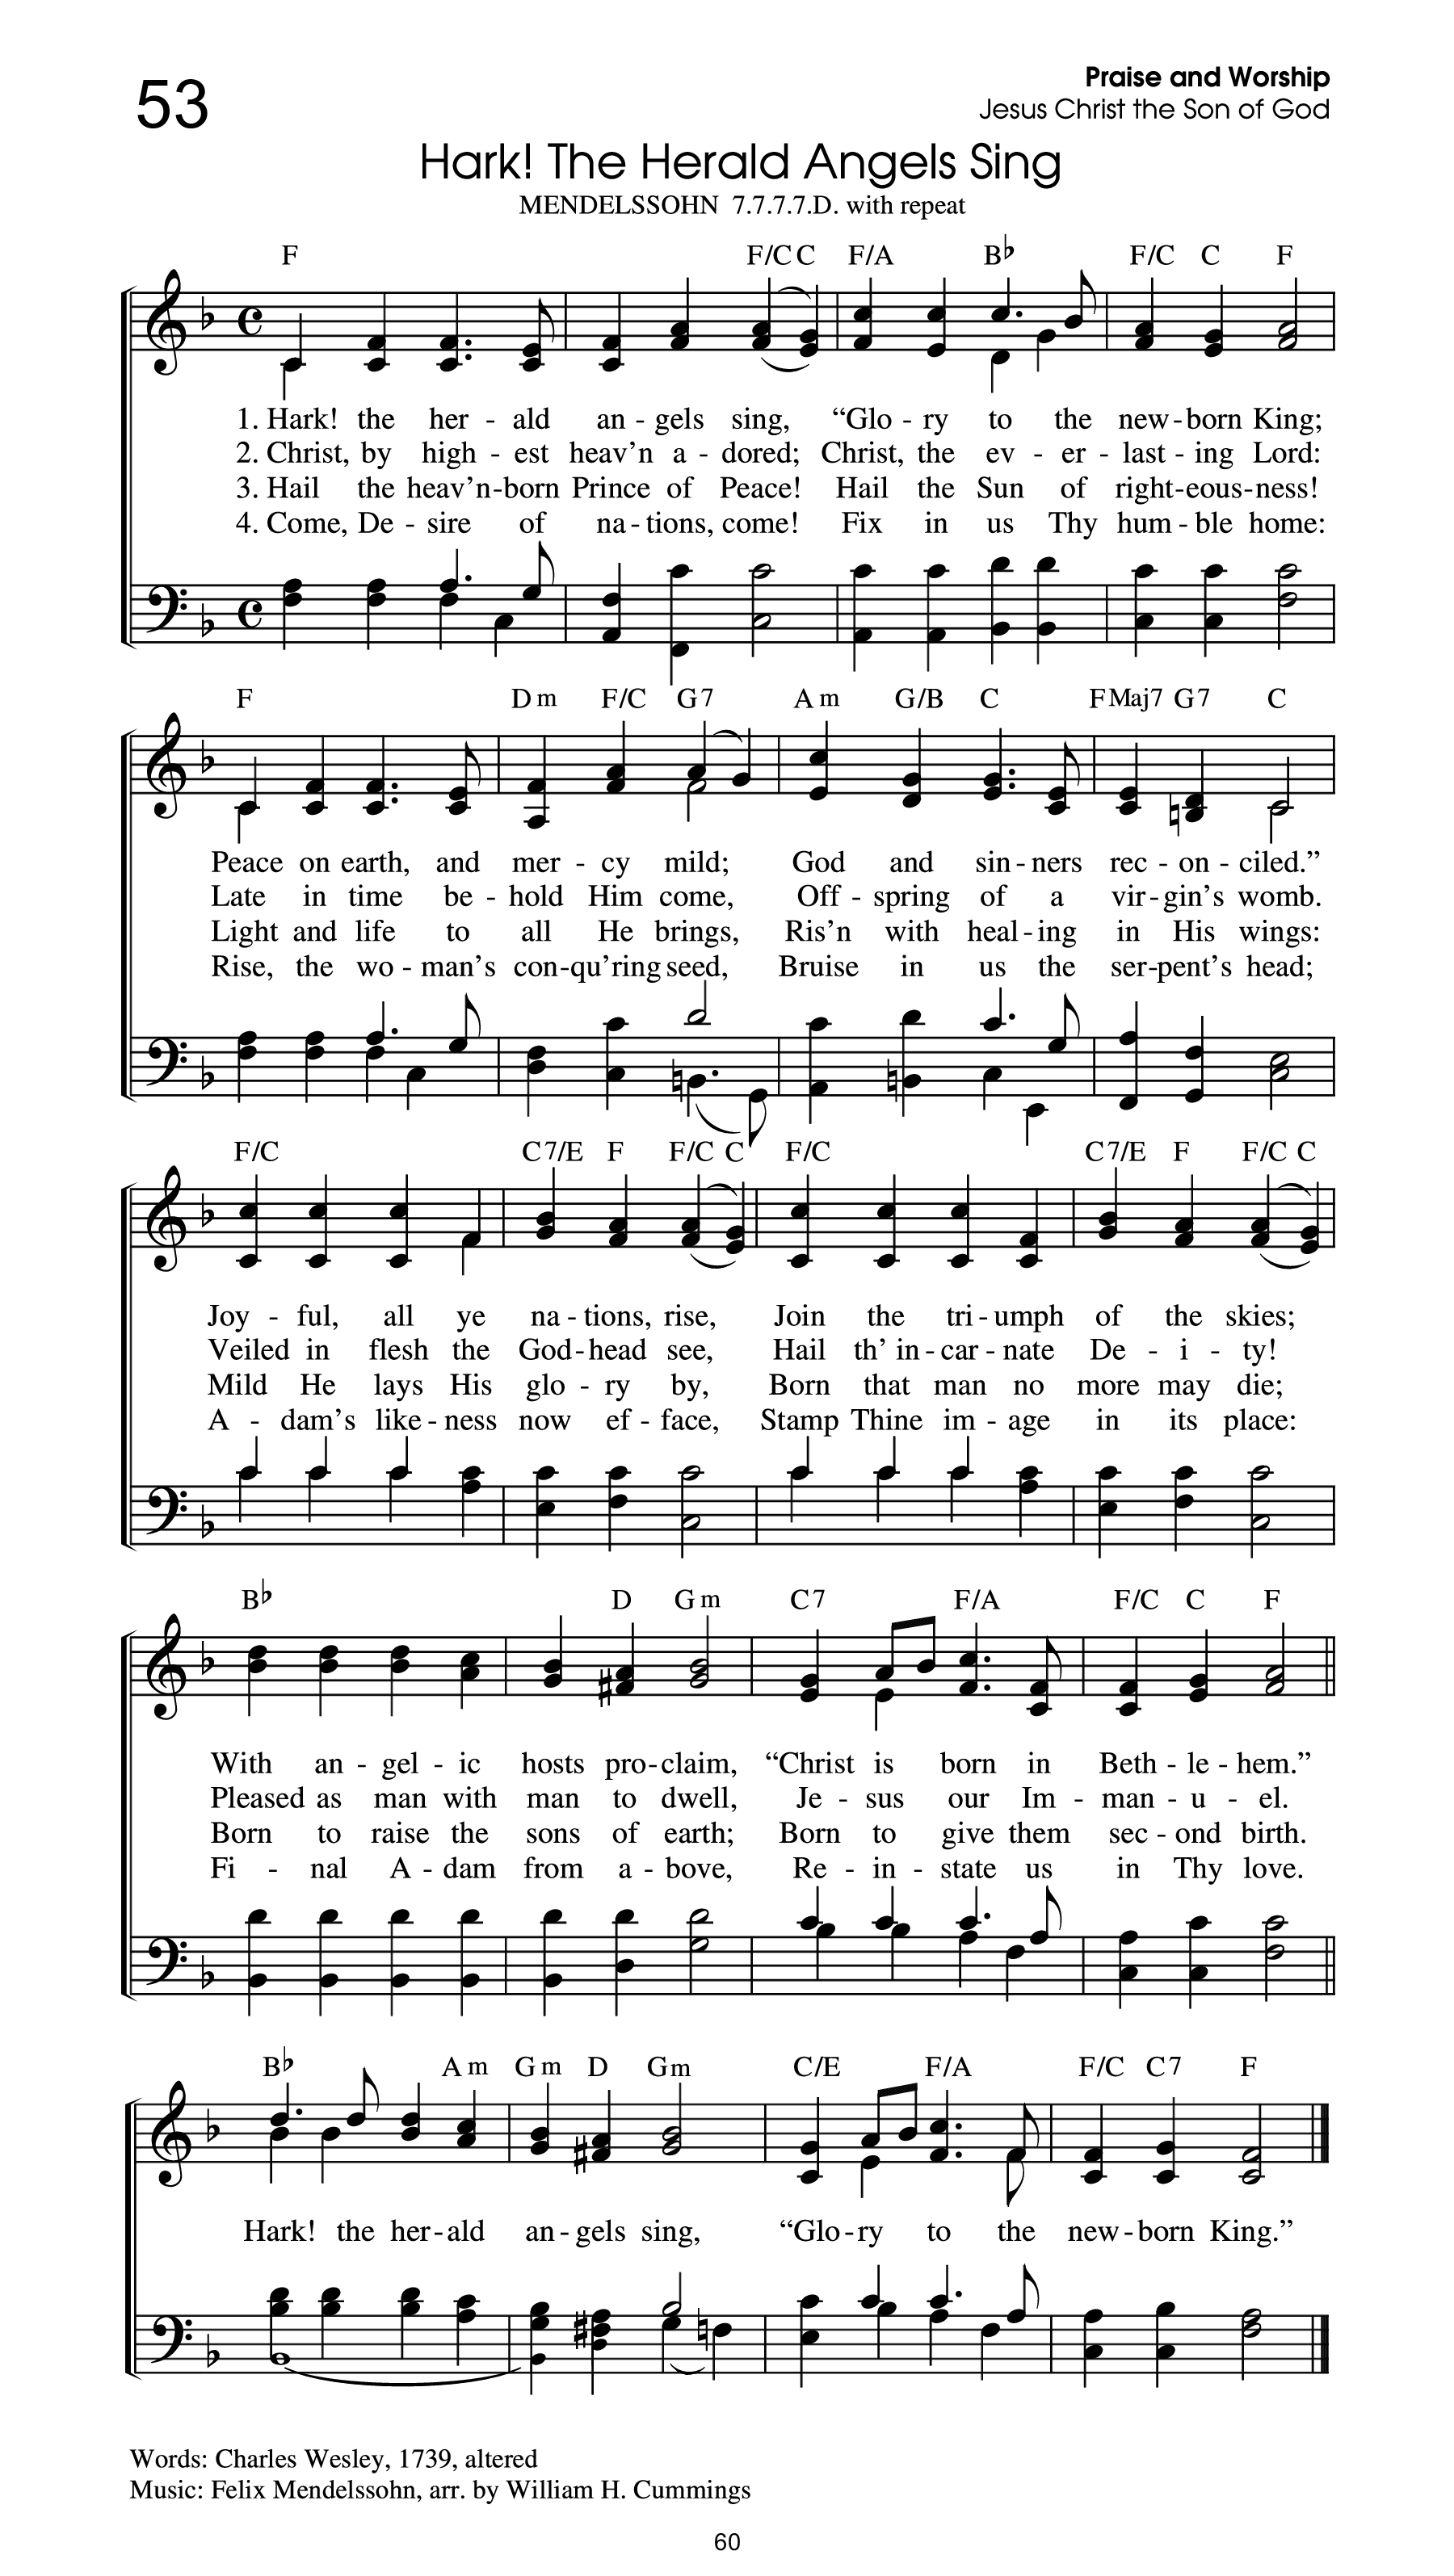 53
Praise and Worship
Jesus Christ the Son of God
Hark! The Herald Angels Sing
MENDELSSOHN 7.7.7.7.D. with repeat
F F/C C F/A B♭ F/C C F
1. Hark! the her - ald an - gels sing, “Glo - ry to the new - born King;
2. Christ, by high - est heav’n a - dored; Christ, the ev - er - last - ing Lord:
3. Hail the heav’n - born Prince of Peace! Hail the Sun of right - eous - ness!
4. Come, De - sire of na - tions, come! Fix in us Thy hum - ble home:
F Dm F/C G7 Am G/B C FMaj7 G7 C
Peace on earth, and mer - cy mild; God and sin - ners rec - on - ciled.”
Late in time be - hold Him come, Off - spring of a vir - gin’s womb.
Light and life to all He brings, Ris’n with heal - ing in His wings:
Rise, the wo - man’s con - qu’ring seed, Bruise in us the ser - pent’s head;
F/C C7/E F F/C C F/C C7/E F F/C C
Joy - ful, all ye na - tions, rise, Join the tri - umph of the skies;
Veiled in flesh the God - head see, Hail th’ in - car - nate De - i - ty!
Mild He lays His glo - ry by, Born that man no more may die;
A - dam’s like - ness now ef - face, Stamp Thine im - age in its place:
B♭ D Gm C7 F/A F/C C F
With an - gel - ic hosts pro - claim, “Christ is born in Beth - le - hem.”
Pleased as man with man to dwell, Je - sus our Im - man - u - el.
Born to raise the sons of earth; Born to give them sec - ond birth.
Fi - nal A - dam from a - bove, Re - in - state us in Thy love.
B♭ Am Gm D Gm C/E F/A F/C C7 F
Hark! the her - ald an - gels sing, “Glo - ry to the new - born King.”
Words: Charles Wesley, 1739, altered
Music: Felix Mendelssohn, arr. by William H. Cummings
60